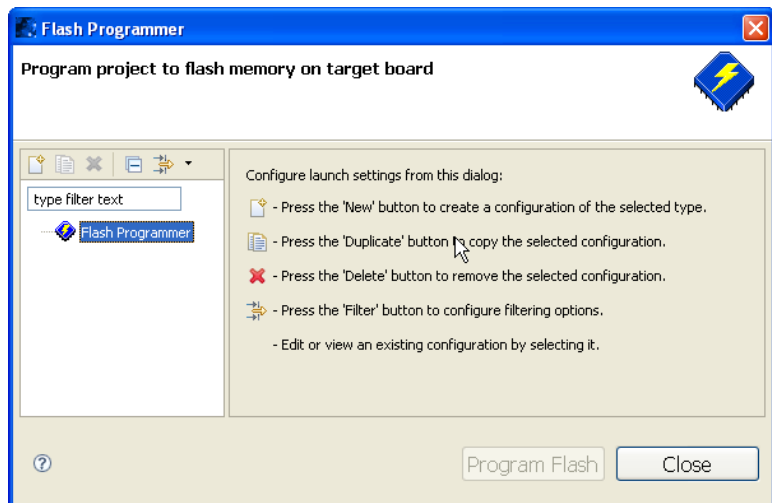 Flash Programmer
Program project to flash memory on target board
type filter text
Flash Programmer
Configure launch settings from this dialog:
- Press the 'New' button to create a configuration of the selected type.
- Press the 'Duplicate' button to copy the selected configuration.
- Press the 'Delete' button to remove the selected configuration.
- Press the 'Filter' button to configure filtering options.
- Edit or view an existing configuration by selecting it.
Program Flash
Close